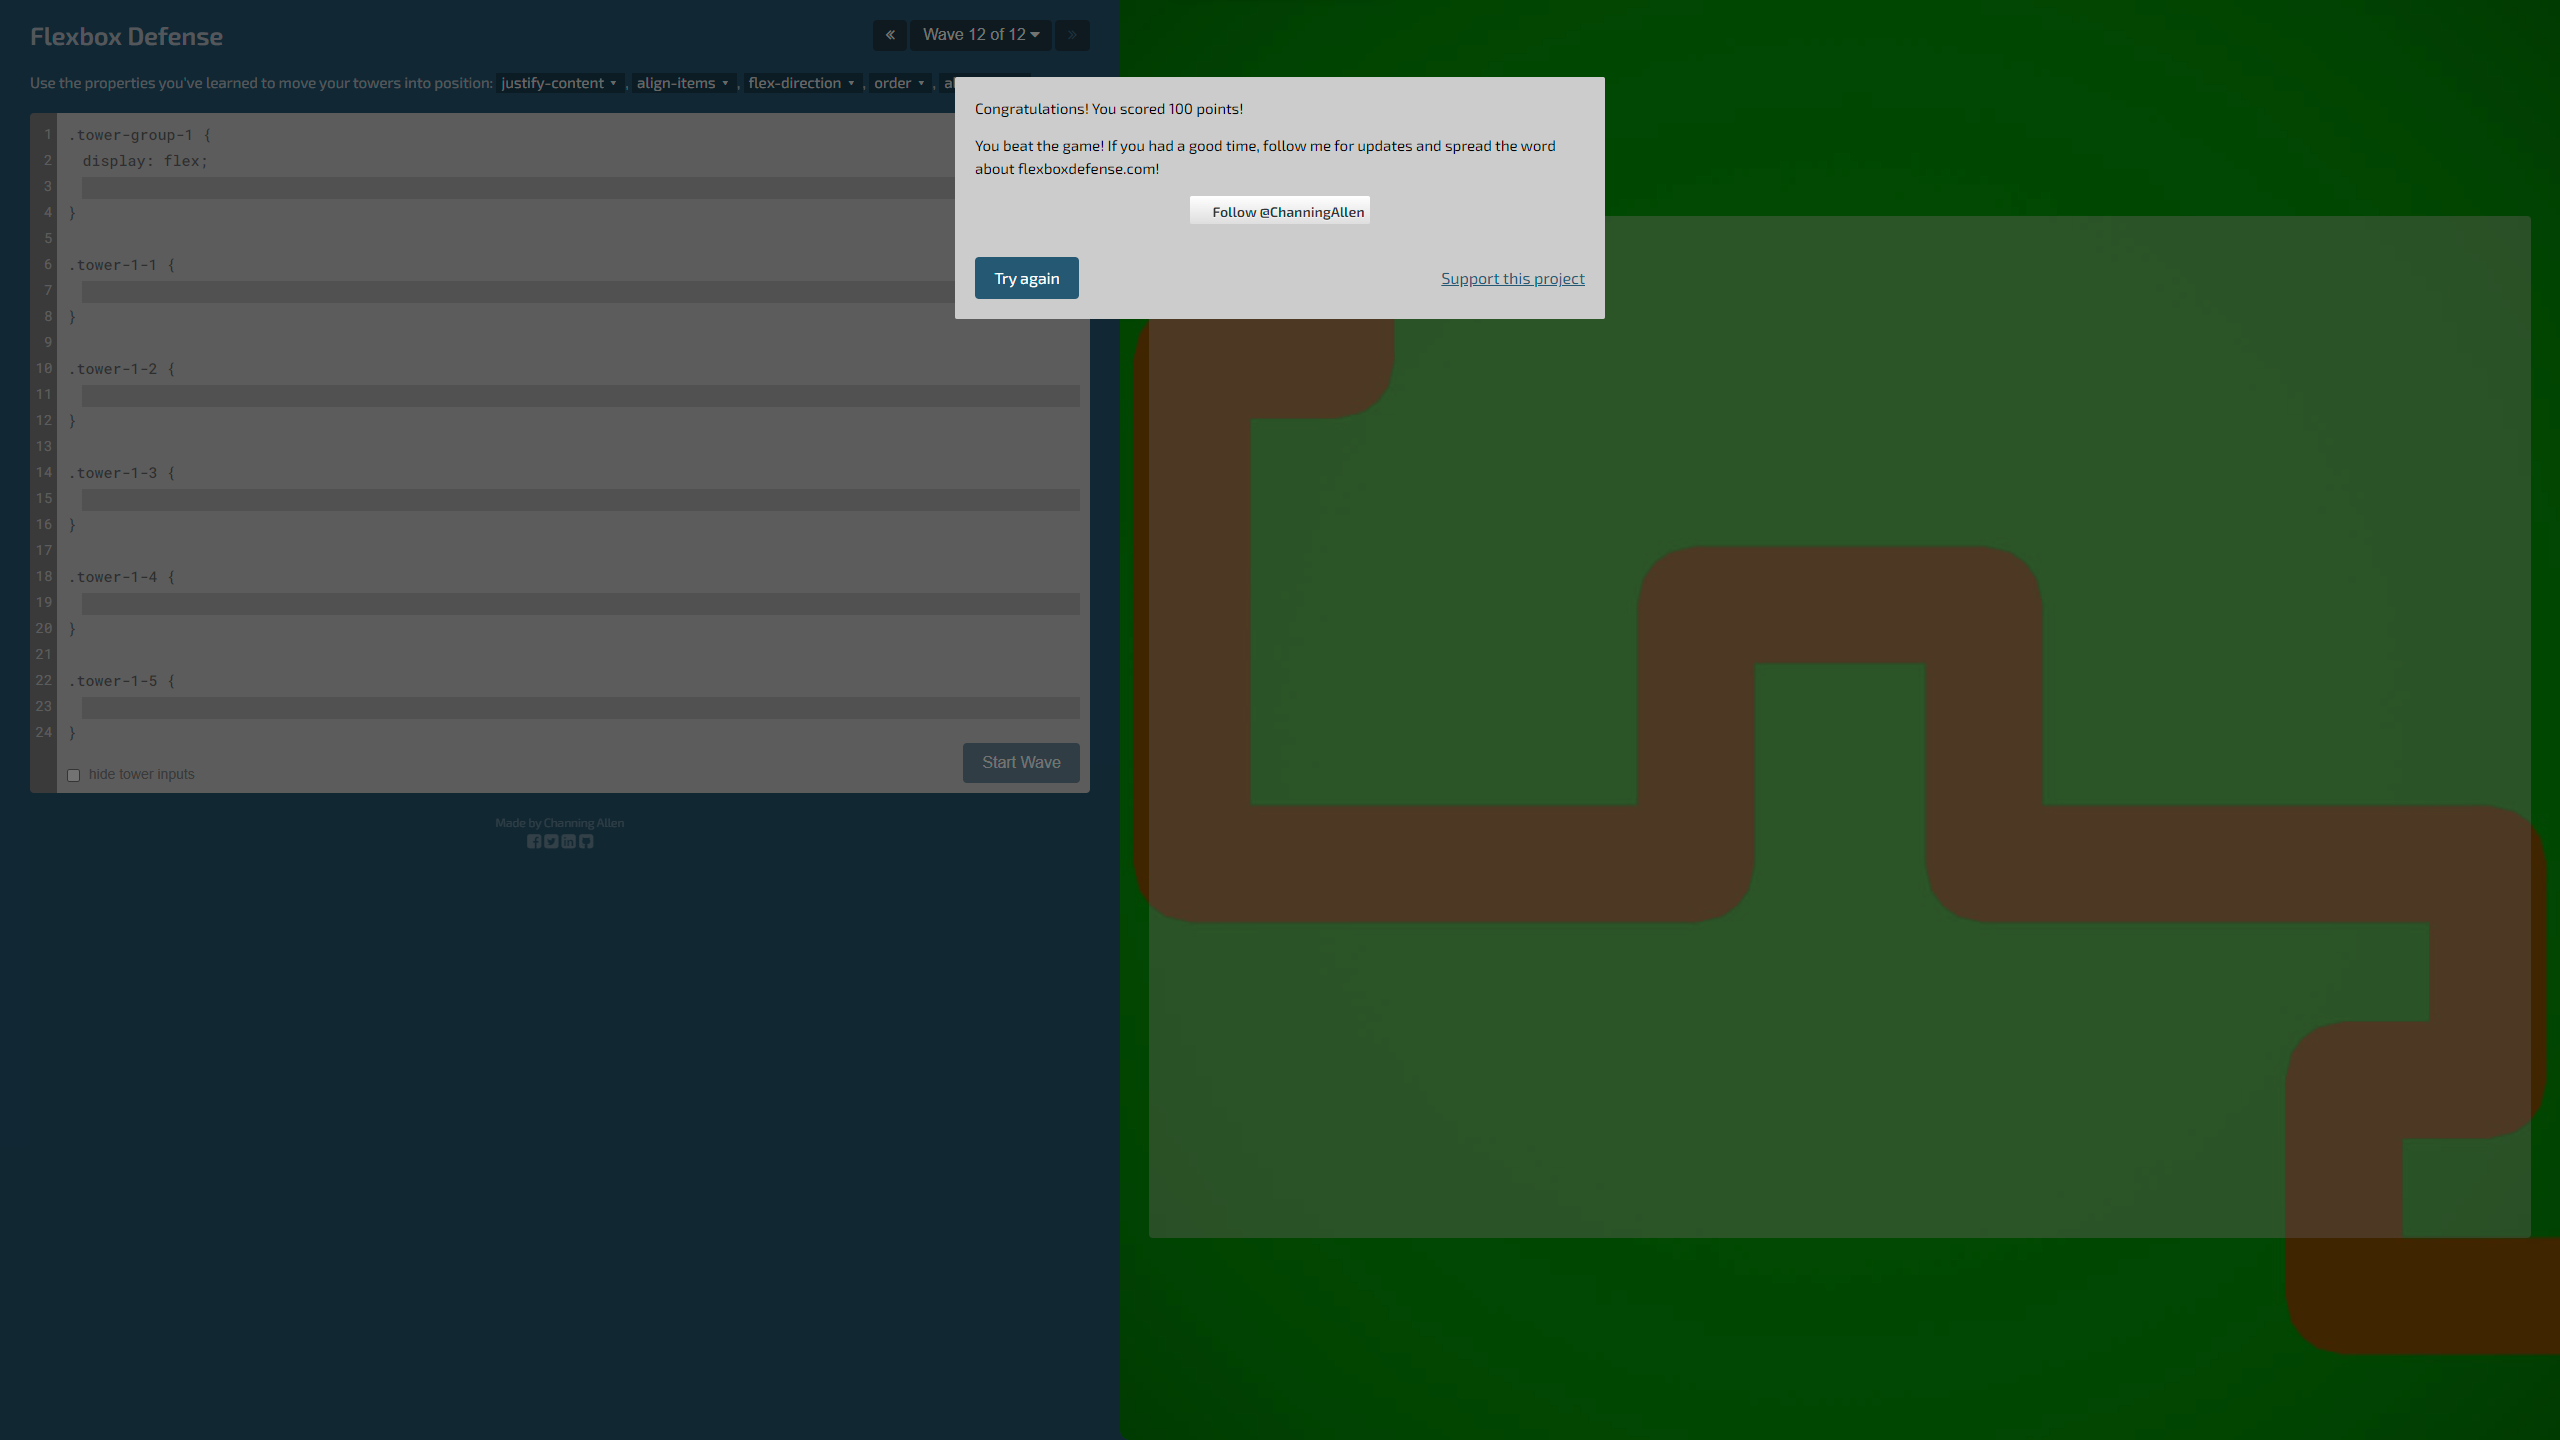 Flexbox Defense
« Wave 12 of 12 »
Use the properties you've learned to move your towers into position: justify-content , align-items , flex-direction , order ,
Congratulations! You scored 100 points!
You beat the game! If you had a good time, follow me for updates and spread the word
about flexboxdefense.com!
Follow @ChanningAllen
Try again
Support this project
1 .tower-group-1 {
2 display: flex;
3
4 }
5
6 .tower-1-1 {
7
8 }
9
10 .tower-1-2 {
11
12 }
13
14 .tower-1-3 {
15
16 }
17
18 .tower-1-4 {
19
20 }
21
22 .tower-1-5 {
23
24 }
hide tower inputs
Start Wave
Made by Channing Allen